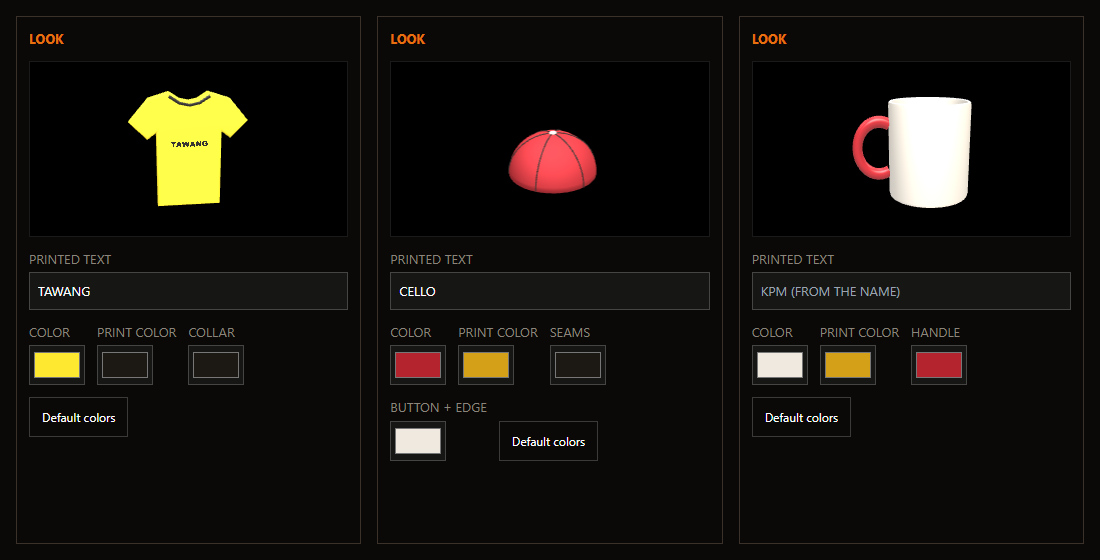 LOOK
TAWANG
PRINTED TEXT
TAWANG
COLOR PRINT COLOR COLLAR
Default colors
LOOK
PRINTED TEXT
CELLO
COLOR PRINT COLOR SEAMS
BUTTON + EDGE
Default colors
LOOK
PRINTED TEXT
KPM (FROM THE NAME)
COLOR PRINT COLOR HANDLE
Default colors